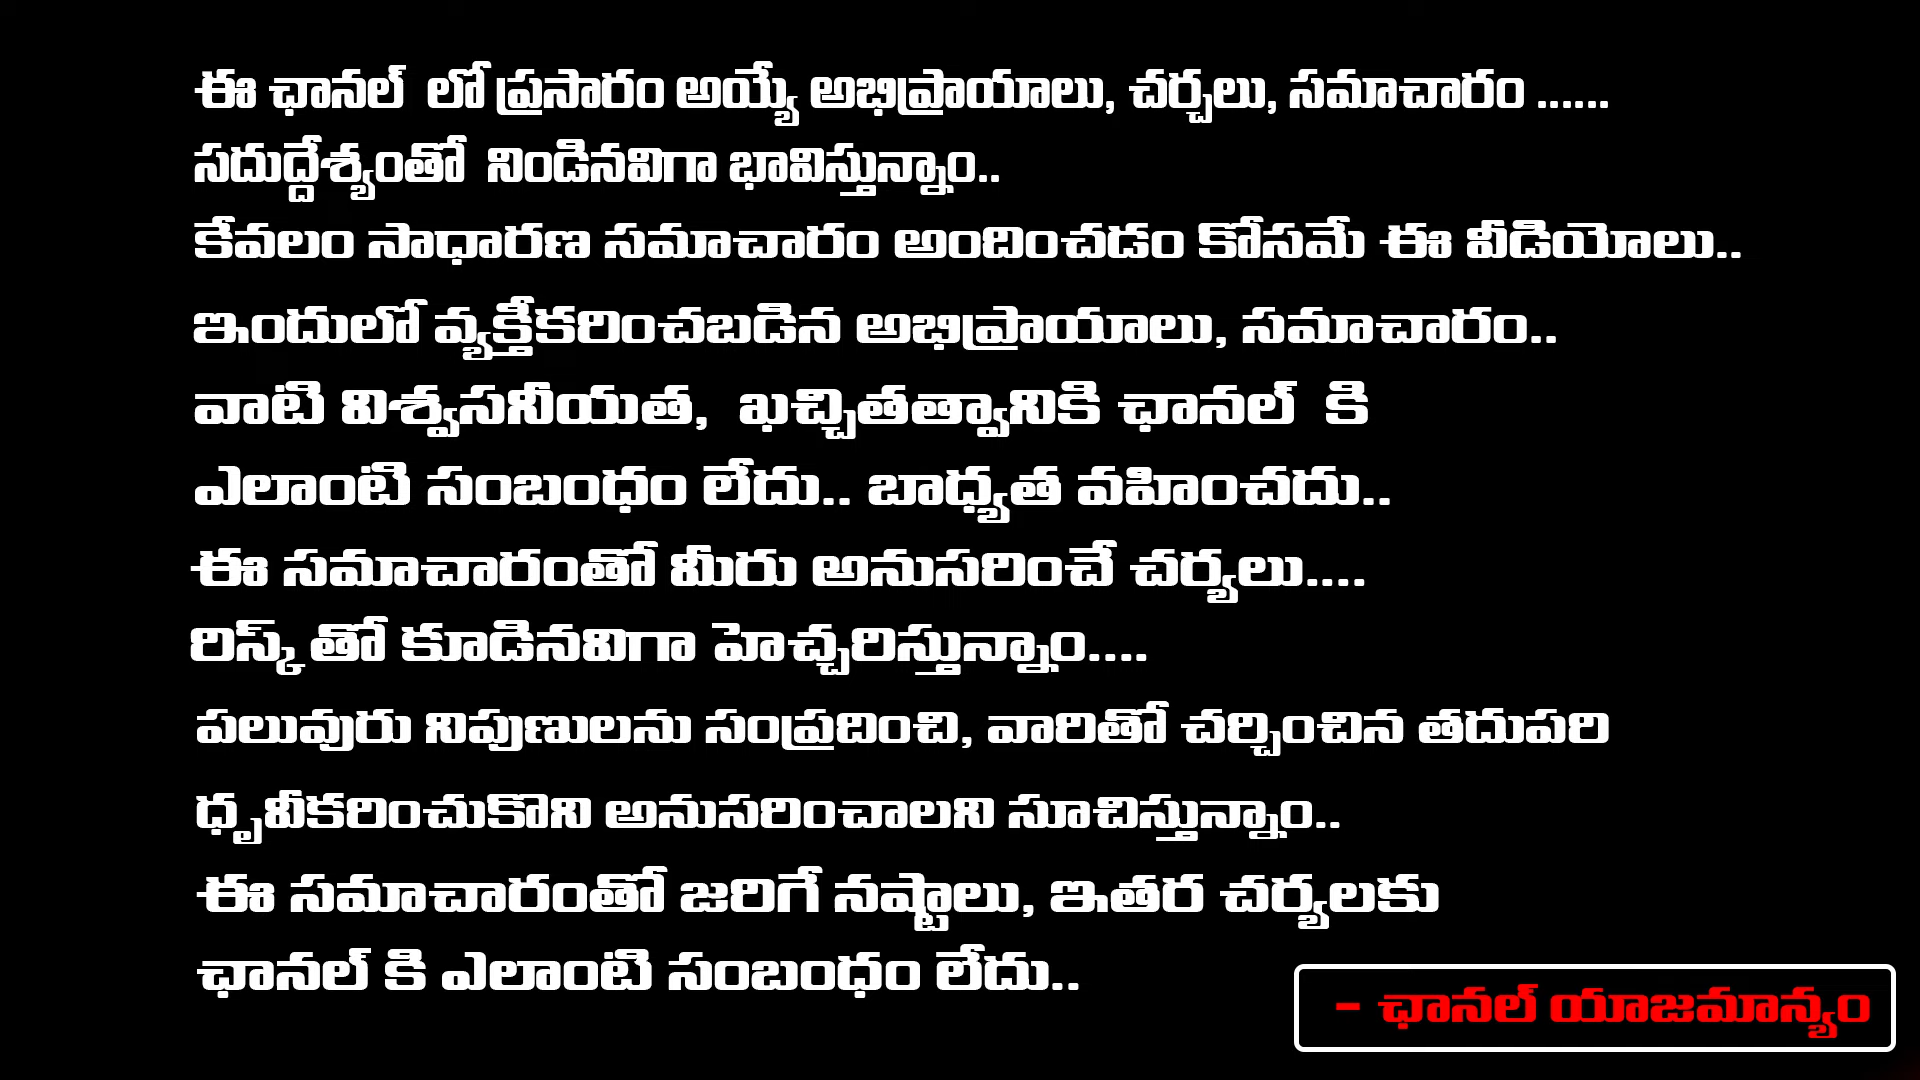 ఈ ఛానల్ లో ప్రసారం అయ్యే అభిప్రాయాలు, చర్చలు, సమాచారం ......
సదుద్దేశ్యంతో నిండినవిగా భావిస్తున్నాం..
కేవలం సాధారణ సమాచారం అందించడం కోసమే ఈ వీడియోలు..
ఇందులో వ్యక్తీకరించబడిన అభిప్రాయాలు, సమాచారం..
వాటి విశ్వసనీయత, ఖచ్చితత్వానికి ఛానల్ కి
ఎలాంటి సంబంధం లేదు.. బాధ్యత వహించదు..
ఈ సమాచారంతో మీరు అనుసరించే చర్యలు....
రిస్క్ తో కూడినవిగా హెచ్చరిస్తున్నాం....
పలువురు నిపుణులను సంప్రదించి, వారితో చర్చించిన తదుపరి
ధృవీకరించుకొని అనుసరించాలని సూచిస్తున్నాం..
ఈ సమాచారంతో జరిగే నష్టాలు, ఇతర చర్యలకు
ఛానల్ కి ఎలాంటి సంబంధం లేదు..
- ఛానల్ యాజమాన్యం